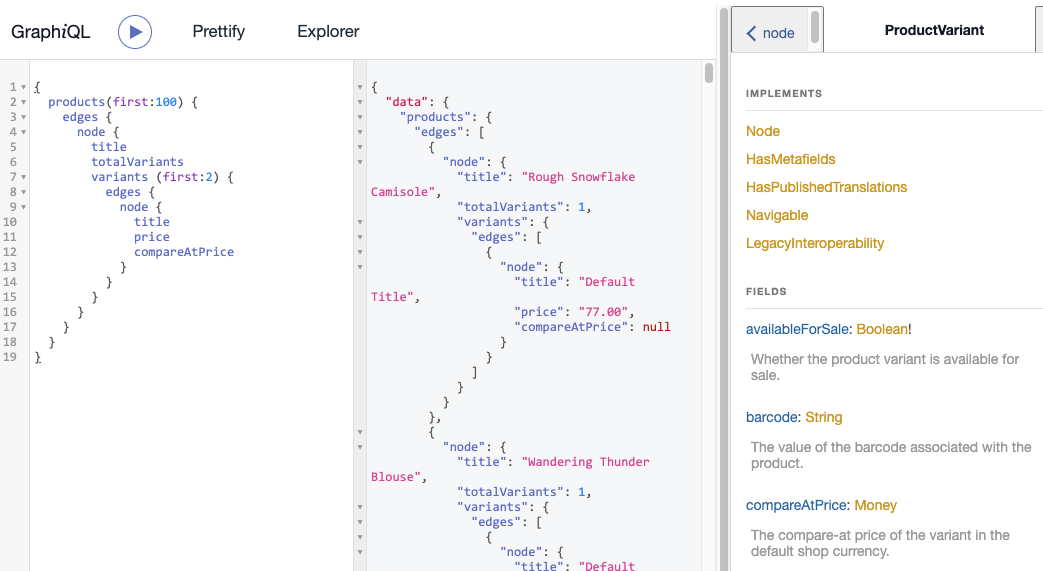 GraphiQL
Prettify
Explorer
1 {
2 products(first:100) {
3 edges {
4 node {
5 title
6 totalVariants
7 variants (first:2) {
8 edges {
9 node {
10 title
11 price
12 compareAtPrice
13 }
14 }
15 }
16 }
17 }
18 }
19 }
{
"data": {
"products": {
"edges": [
{
"node": {
"title": "Rough Snowflake
Camisole",
"totalVariants": 1,
"variants": {
"edges": [
{
"node": {
"title": "Default
Title",
"price": "77.00",
"compareAtPrice": null
}
}
]
}
}
},
{
"node": {
"title": "Wandering Thunder
Blouse",
"totalVariants": 1,
"variants": {
"edges": [
{
"node": {
"title": "Default
node
ProductVariant
IMPLEMENTS
Node
HasMetafields
HasPublishedTranslations
Navigable
LegacyInteroperability
FIELDS
availableForSale: Boolean!
Whether the product variant is available for
sale.
barcode: String
The value of the barcode associated with the
product.
compareAtPrice: Money
The compare-at price of the variant in the
default shop currency.